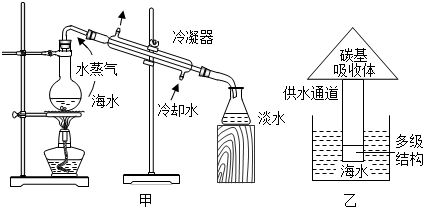 冷凝器
水蒸气
海水
冷却水
淡水
甲
碳基
吸收体
供水通道
多级
结构
海水
乙